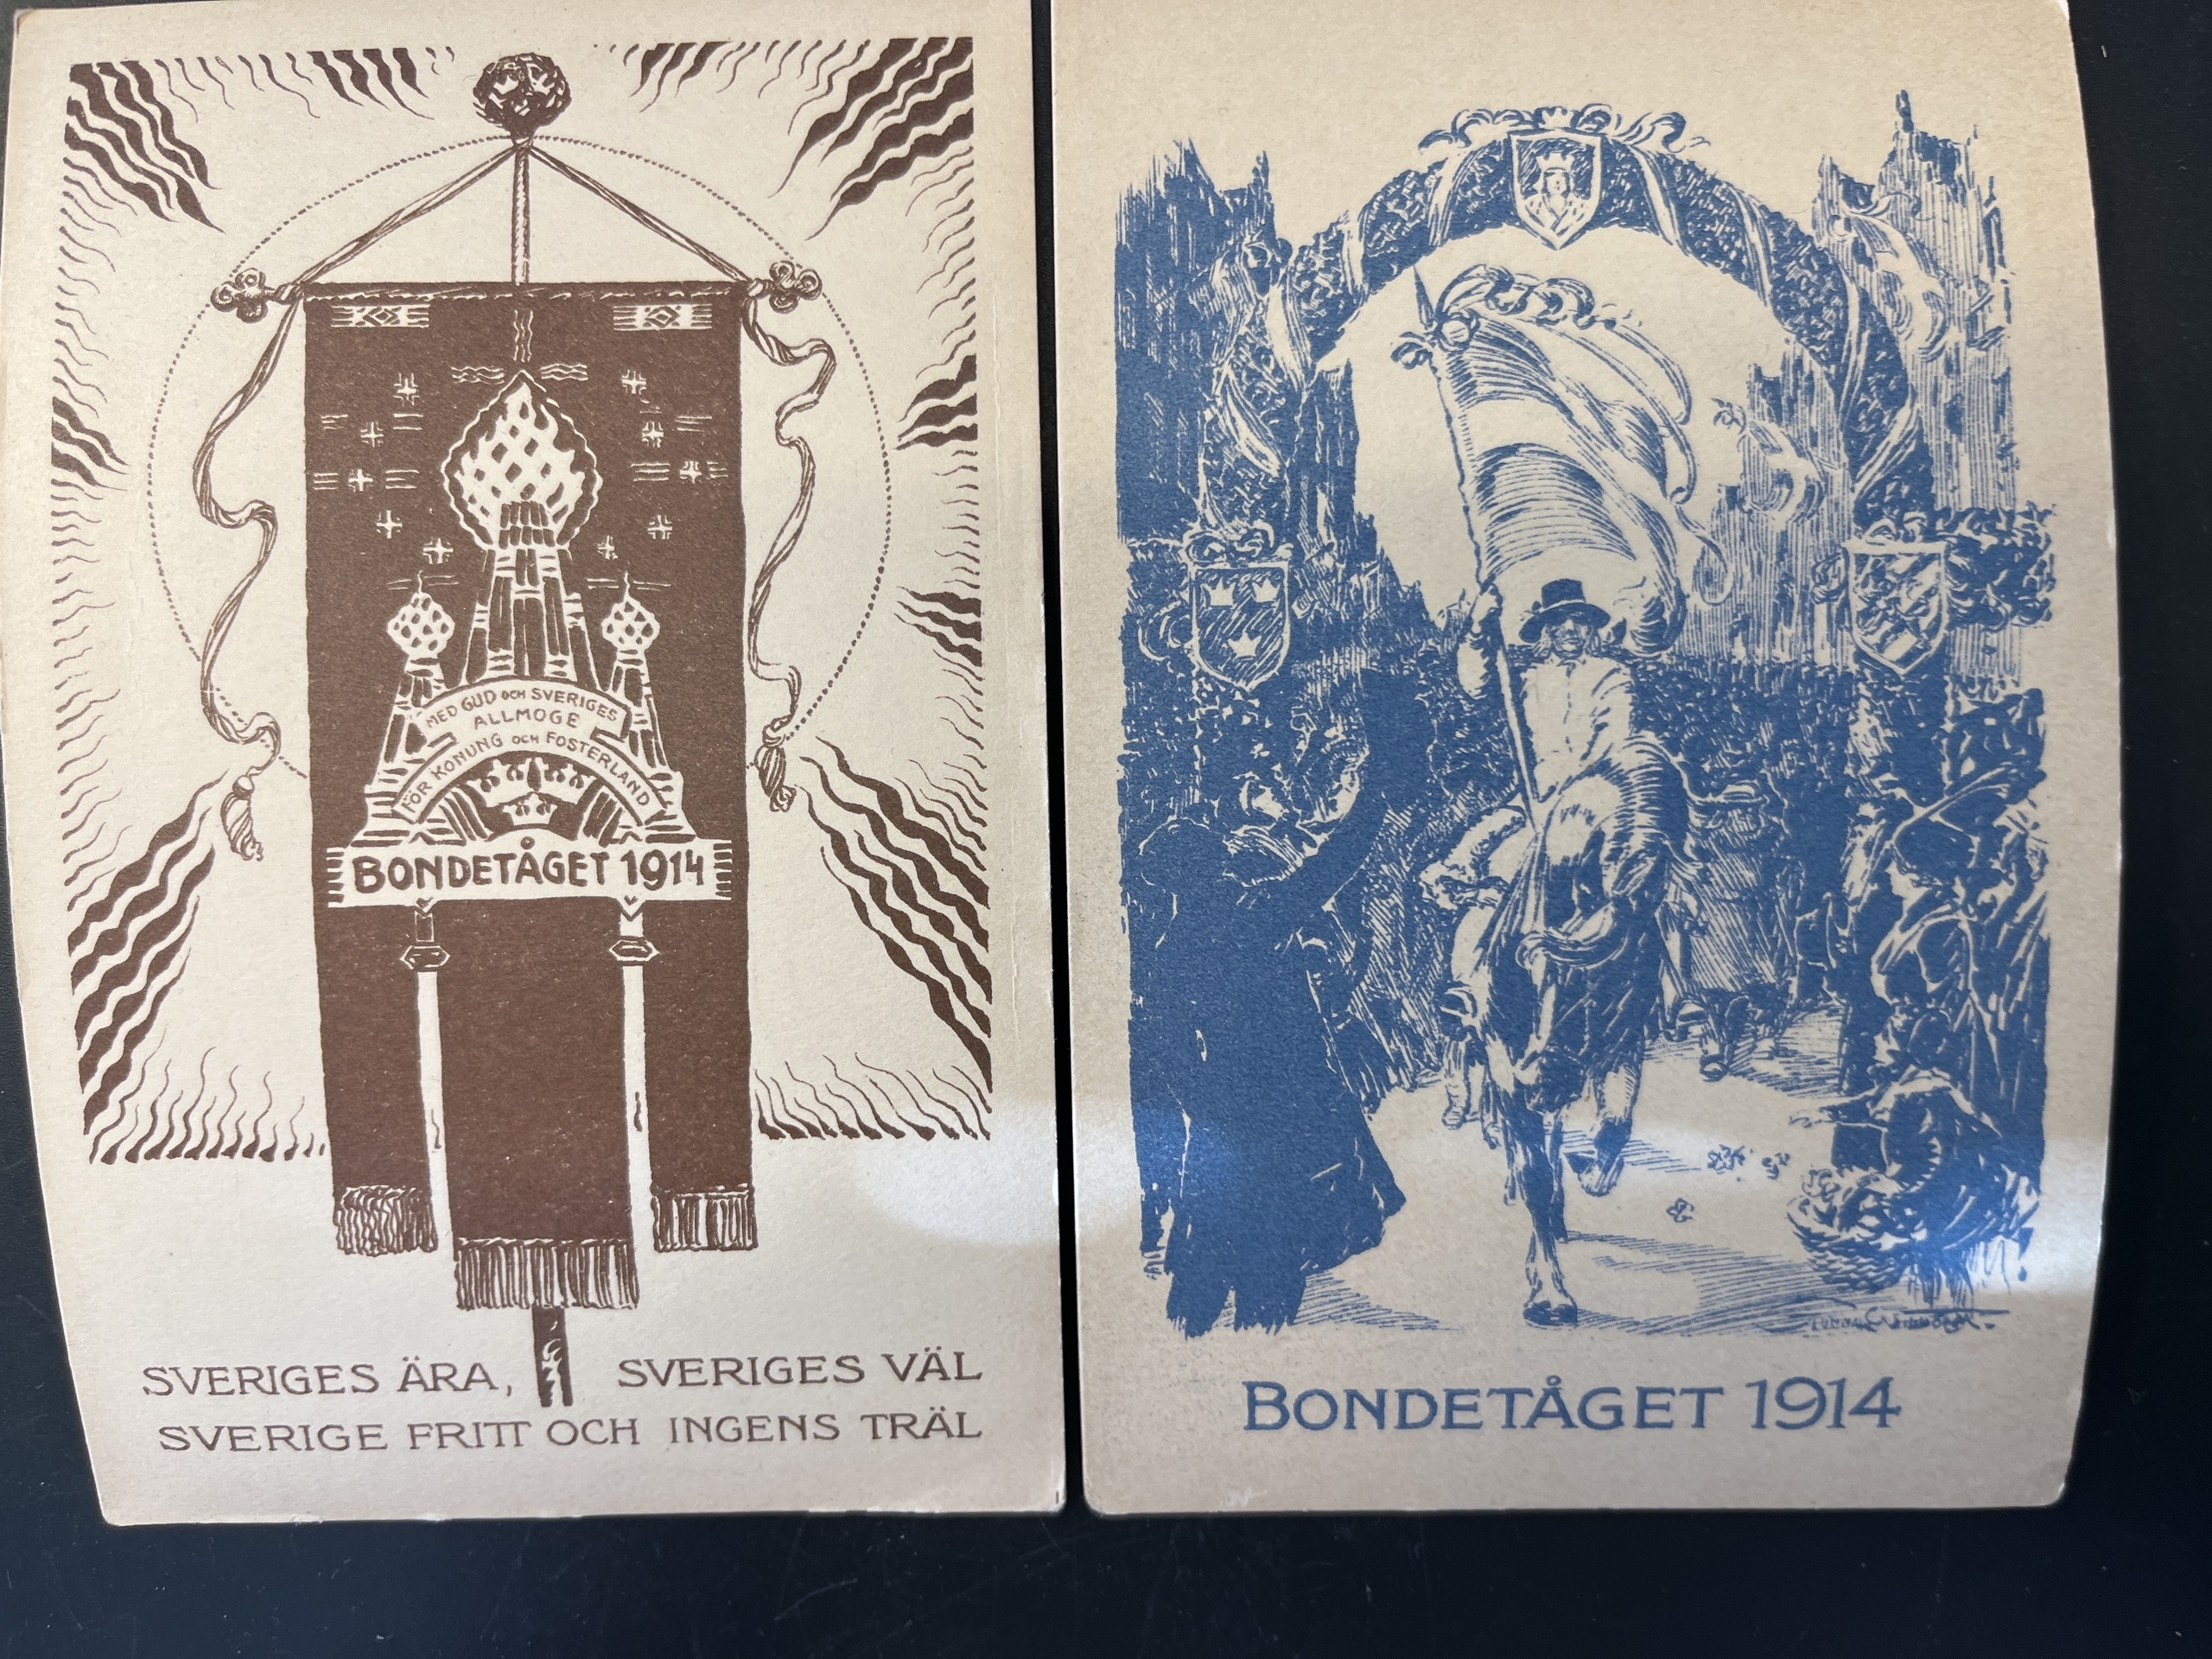 MED GUD OCH SVERIGES
ALLMOGE
FÖR KONUNG OCH FOSTERLAND
BONDETÅGET 1914
SVERIGES ÄRA, SVERIGES VÄL
SVERIGE FRITT OCH INGENS TRÄL
BONDETÅGET 1914